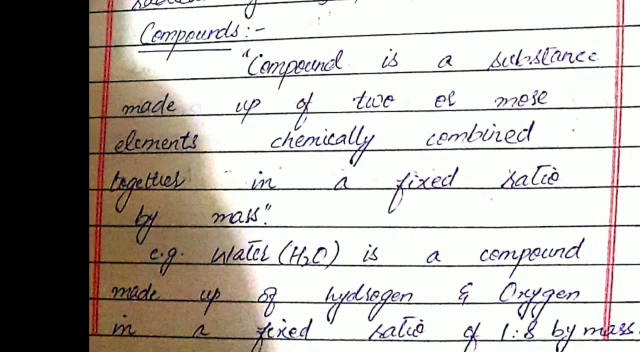 Compounds:-
"Compound is a substance
made up of two or more
elements chemically combined
together in a fixed ratio
by mass".
e.g. Water (H₂O) is a compound
made up of hydrogen & Oxygen
in a fixed ratio of 1:8 by mass.